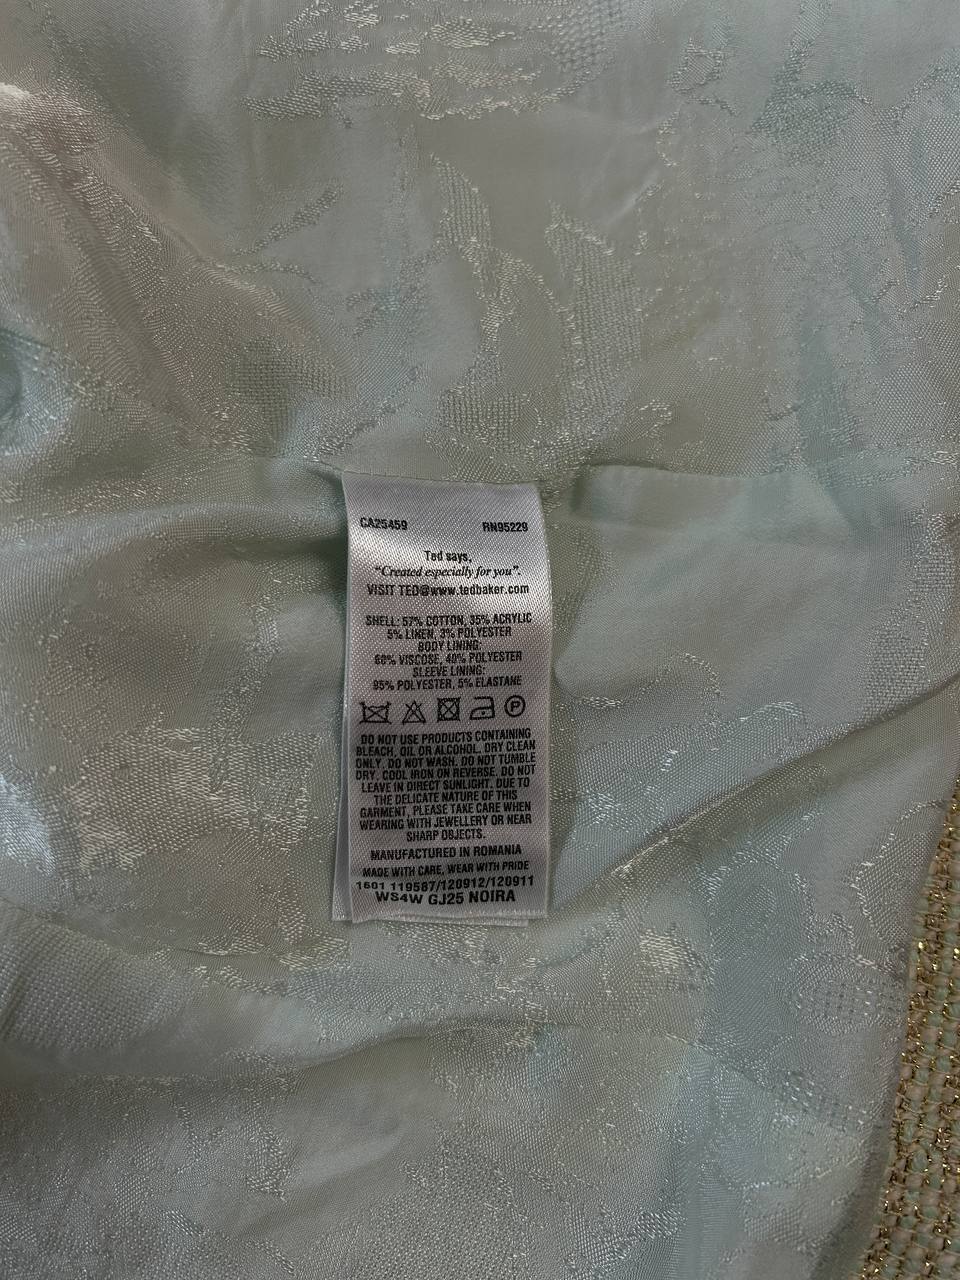 CA25459 RN95229
Ted says,
"Created especially for you".
VISIT TED@www.tedbaker.com
SHELL: 57% COTTON, 35% ACRYLIC
5% LINEN, 3% POLYESTER
BODY LINING:
60% VISCOSE, 40% POLYESTER
SLEEVE LINING:
95% POLYESTER, 5% ELASTANE
P
DO NOT USE PRODUCTS CONTAINING
BLEACH, OIL OR ALCOHOL. DRY CLEAN
ONLY. DO NOT WASH. DO NOT TUMBLE
DRY. COOL IRON ON REVERSE. DO NOT
LEAVE IN DIRECT SUNLIGHT. DUE TO
THE DELICATE NATURE OF THIS
GARMENT, PLEASE TAKE CARE WHEN
WEARING WITH JEWELLERY OR NEAR
SHARP OBJECTS.
MANUFACTURED IN ROMANIA
MADE WITH CARE, WEAR WITH PRIDE
1601 119587/120912/120911
WS4W GJ25 NOIRA